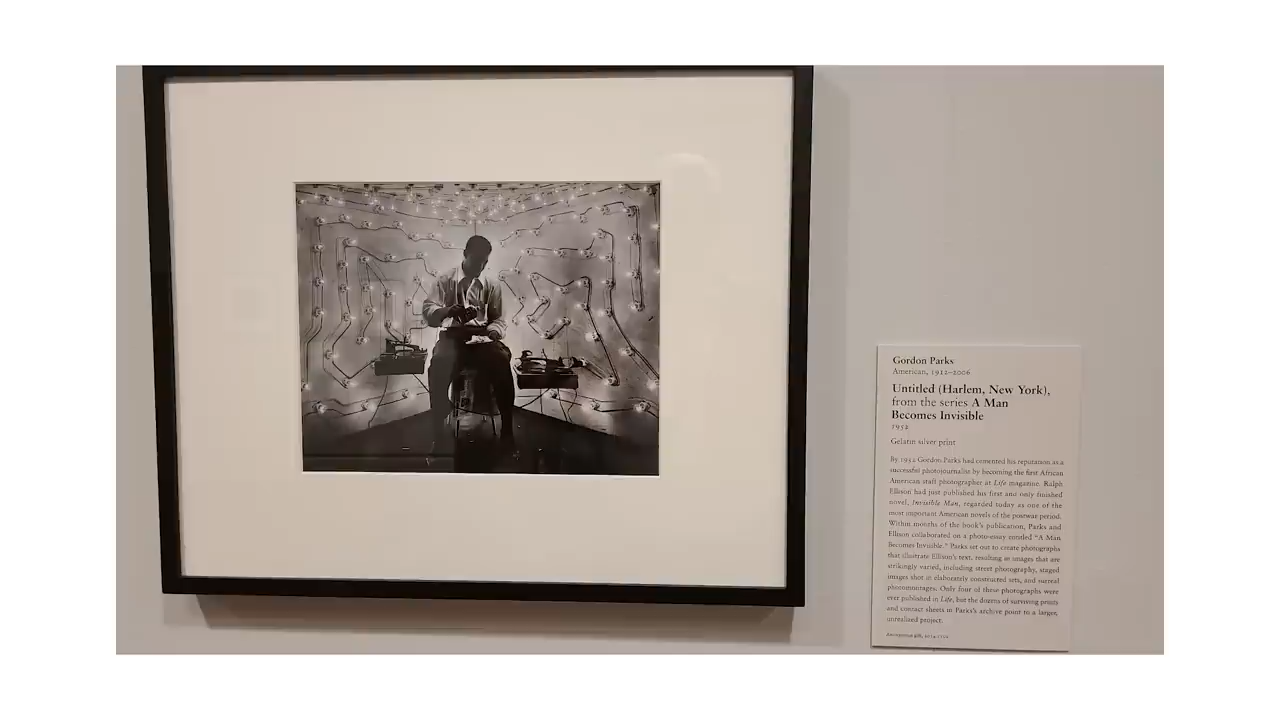 Gordon Parks
American, 1912–2006
Untitled (Harlem, New York),
from the series A Man
Becomes Invisible
1952
Gelatin silver print
By 1952 Gordon Parks had cemented his reputation as a
successful photojournalist by becoming the first African
American staff photographer at Life magazine. Ralph
Ellison had just published his first and only finished
novel, Invisible Man, regarded today as one of the
most important American novels of the postwar period.
Within months of the book's publication, Parks and
Ellison collaborated on a photo-essay entitled "A Man
Becomes Invisible." Parks set out to create photographs
that illustrate Ellison's text, resulting in images that are
strikingly varied, including street photography, staged
images shot in elaborately constructed sets, and surreal
photomontages. Only four of these photographs were
ever published in Life, but the dozens of surviving prints
and contact sheets in Parks's archive point to a larger,
unrealized project.
Anonymous gift,